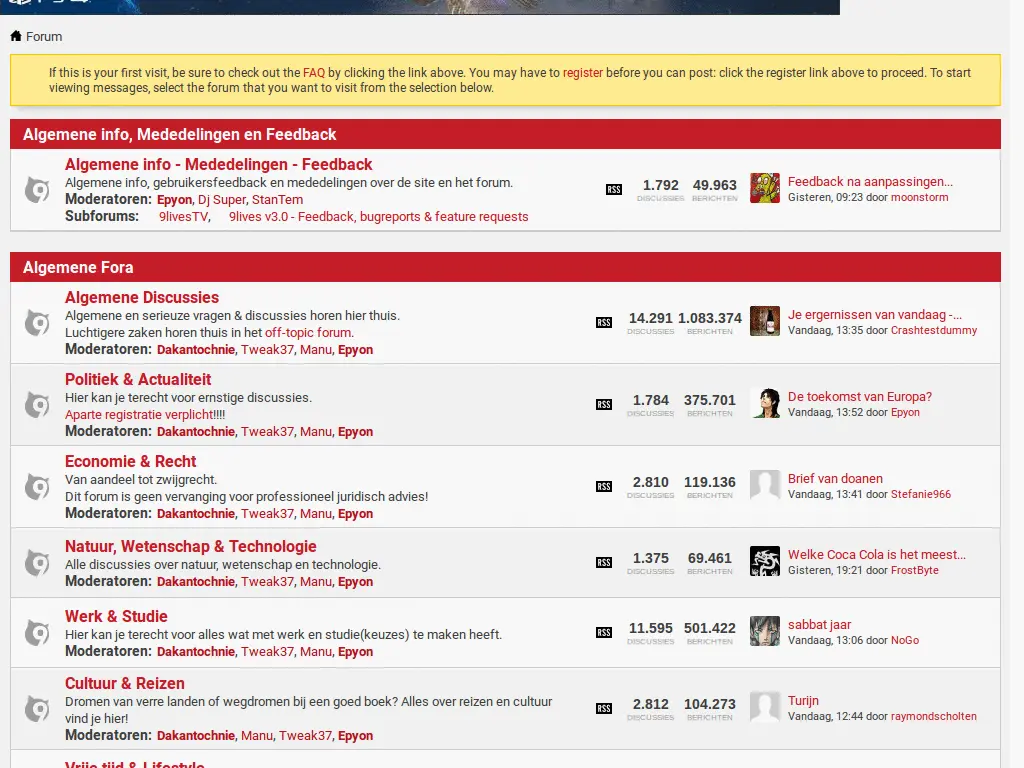 Forum
If this is your first visit, be sure to check out the FAQ by clicking the link above. You may have to register before you can post: click the register link above to proceed. To start
viewing messages, select the forum that you want to visit from the selection below.
Algemene info, Mededelingen en Feedback
Algemene info - Mededelingen - Feedback
Algemene info, gebruikersfeedback en mededelingen over de site en het forum.
Moderatoren: Epyon, Dj Super, StanTem
Subforums: 9livesTV, 9lives v3.0 - Feedback, bugreports & feature requests
RSS
1.792 49.963
DISCUSSIES BERICHTEN
Feedback na aanpassingen...
Gisteren, 09:23 door moonstorm
Algemene Fora
Algemene Discussies
Algemene en serieuze vragen & discussies horen hier thuis.
Luchtigere zaken horen thuis in het off-topic forum.
Moderatoren: Dakantochnie, Tweak37, Manu, Epyon
RSS
14.291 1.083.374
DISCUSSIES BERICHTEN
Je ergernissen van vandaag -...
Vandaag, 13:35 door Crashtestdummy
Politiek & Actualiteit
Hier kan je terecht voor ernstige discussies.
Aparte registratie verplicht!!!!
Moderatoren: Dakantochnie, Tweak37, Manu, Epyon
RSS
1.784 375.701
DISCUSSIES BERICHTEN
De toekomst van Europa?
Vandaag, 13:52 door Epyon
Economie & Recht
Van aandeel tot zwijgrecht.
Dit forum is geen vervanging voor professioneel juridisch advies!
Moderatoren: Dakantochnie, Tweak37, Manu, Epyon
RSS
2.810 119.136
DISCUSSIES BERICHTEN
Brief van doanen
Vandaag, 13:41 door Stefanie966
Natuur, Wetenschap & Technologie
Alle discussies over natuur, wetenschap en technologie.
Moderatoren: Dakantochnie, Tweak37, Manu, Epyon
RSS
1.375 69.461
DISCUSSIES BERICHTEN
Welke Coca Cola is het meest...
Gisteren, 19:21 door FrostByte
Werk & Studie
Hier kan je terecht voor alles wat met werk en studie(keuzes) te maken heeft.
Moderatoren: Dakantochnie, Tweak37, Manu, Epyon
RSS
11.595 501.422
DISCUSSIES BERICHTEN
sabbat jaar
Vandaag, 13:06 door NoGo
Cultuur & Reizen
Dromen van verre landen of wegdromen bij een goed boek? Alles over reizen en cultuur
vind je hier!
Moderatoren: Dakantochnie, Manu, Tweak37, Epyon
RSS
2.812 104.273
DISCUSSIES BERICHTEN
Turijn
Vandaag, 12:44 door raymondscholten
Vrije tijd & Lifestyle